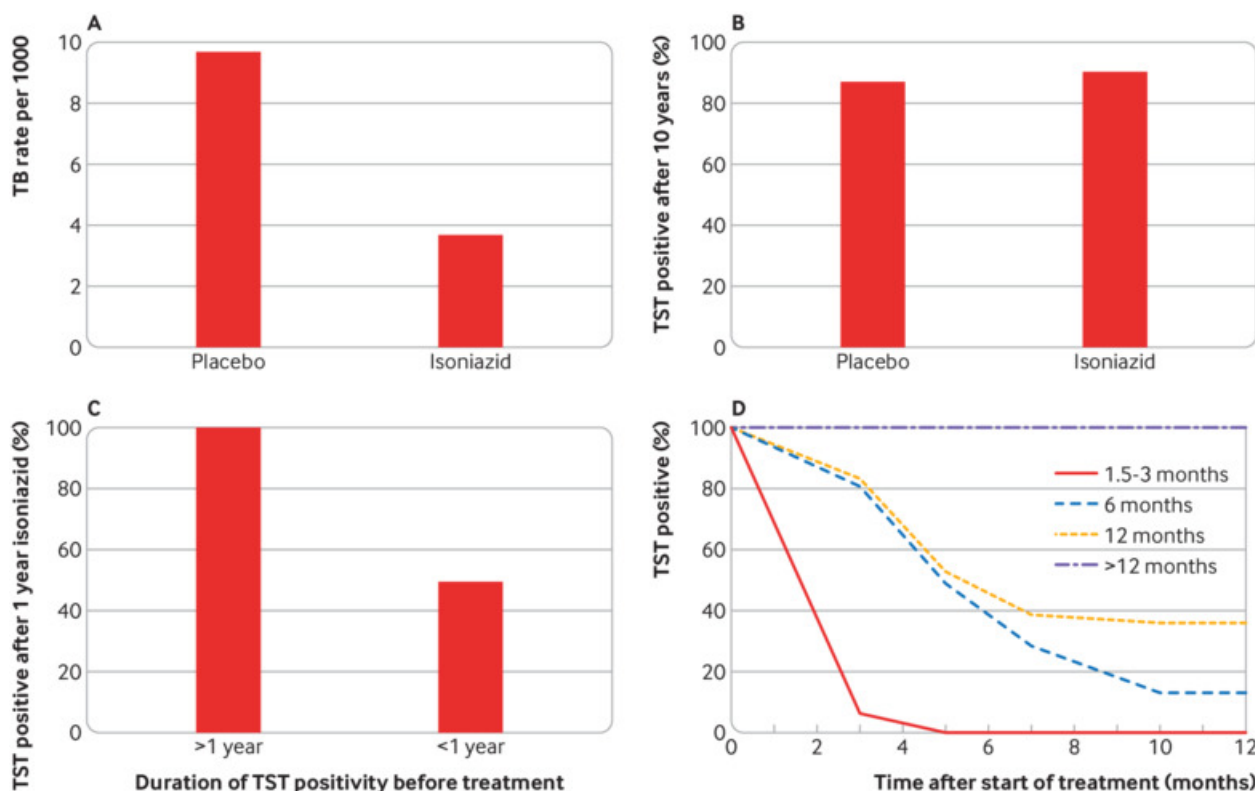 A
TB rate per 1000
10
8
6
4
2
0
Placebo Isoniazid
B
TST positive after 10 years (%)
100
80
60
40
20
0
Placebo Isoniazid
C
TST positive after 1 year isoniazid (%)
100
80
60
40
20
0
>1 year <1 year
Duration of TST positivity before treatment
D
TST positive (%)
100
80
60
40
20
0
1.5-3 months
6 months
12 months
>12 months
0 2 4 6 8 10 12
Time after start of treatment (months)